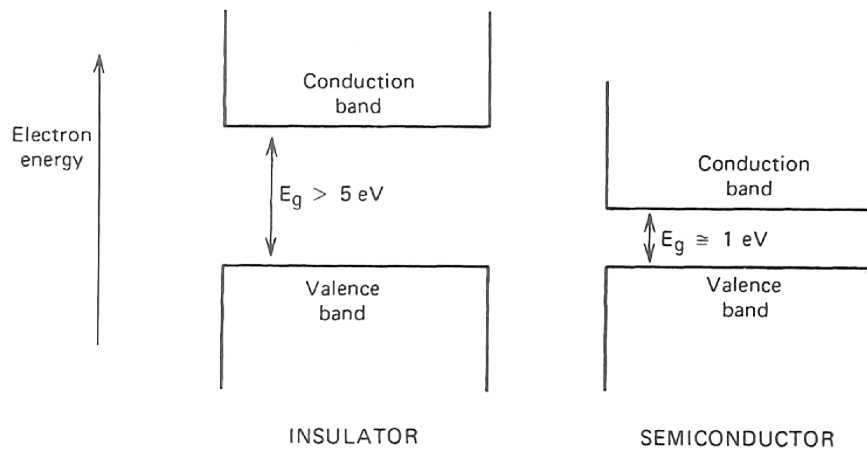 Electron
energy
Conduction
band
E_g > 5 eV
Valence
band
INSULATOR
Conduction
band
E_g ≅ 1 eV
Valence
band
SEMICONDUCTOR